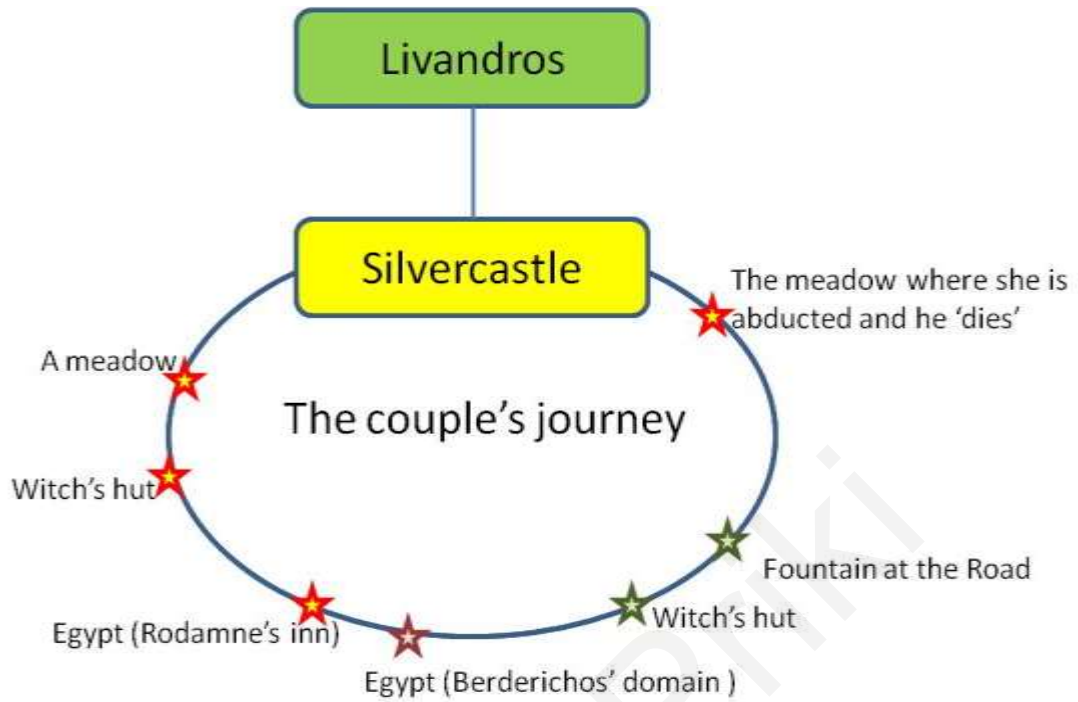 Livandros
Silvercastle
The meadow where she is
abducted and he ‘dies’
A meadow
The couple’s journey
Witch’s hut
Fountain at the Road
Egypt (Rodamne’s inn)
Witch’s hut
Egypt (Berderichos’ domain )